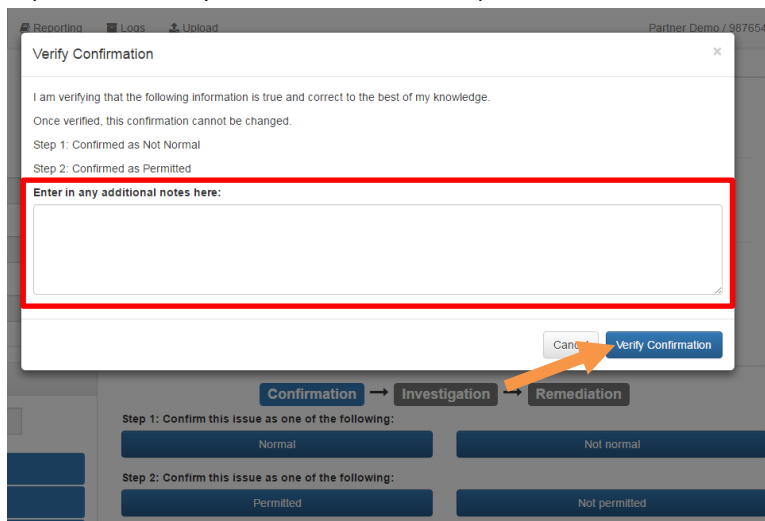 Reporting Logs Upload Partner Demo / 987654
Verify Confirmation ×
I am verifying that the following information is true and correct to the best of my knowledge.
Once verified, this confirmation cannot be changed.
Step 1: Confirmed as Not Normal
Step 2: Confirmed as Permitted
Enter in any additional notes here:
Verify Confirmation
Confirmation → Investigation → Remediation
Step 1: Confirm this issue as one of the following:
Normal Not normal
Step 2: Confirm this issue as one of the following:
Permitted Not permitted